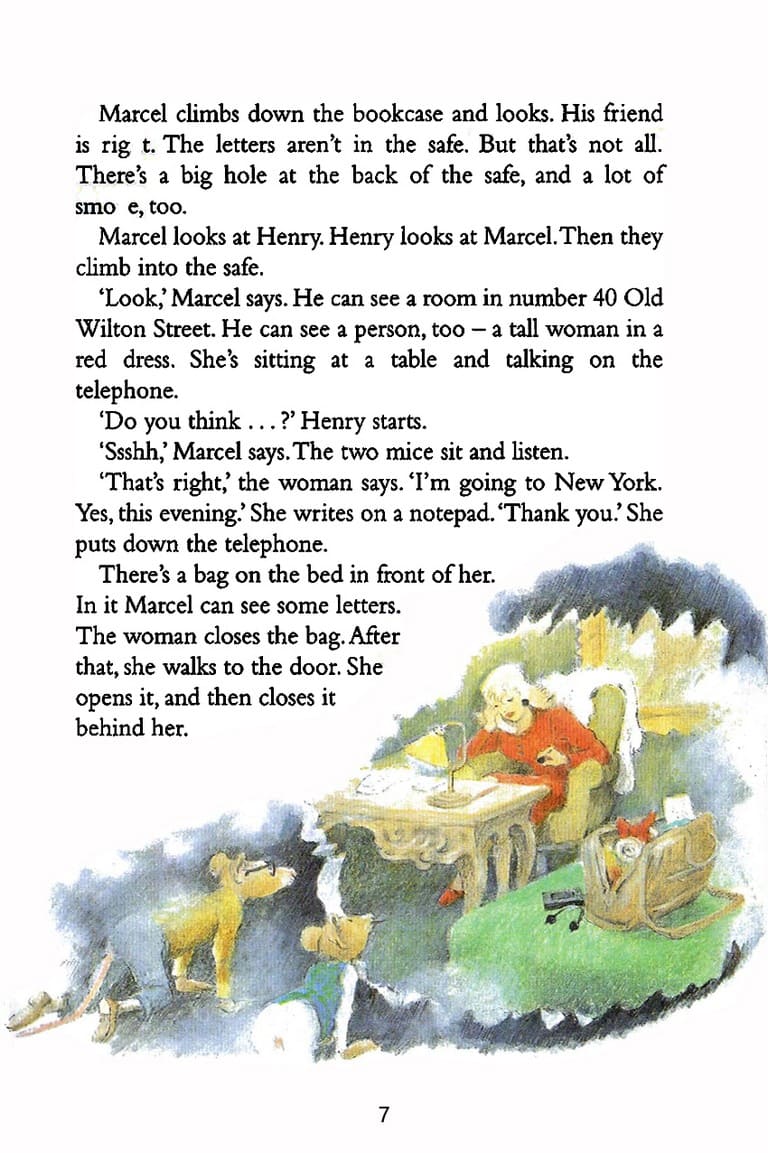 Marcel climbs down the bookcase and looks. His friend
is rig t. The letters aren't in the safe. But that's not all.
There's a big hole at the back of the safe, and a lot of
smo e, too.
Marcel looks at Henry. Henry looks at Marcel. Then they
climb into the safe.
‘Look,’ Marcel says. He can see a room in number 40 Old
Wilton Street. He can see a person, too – a tall woman in a
red dress. She's sitting at a table and talking on the
telephone.
‘Do you think . . . ?’ Henry starts.
‘Ssshh,’ Marcel says. The two mice sit and listen.
‘That's right,’ the woman says. ‘I'm going to New York.
Yes, this evening.’ She writes on a notepad. ‘Thank you.’ She
puts down the telephone.
There's a bag on the bed in front of her.
In it Marcel can see some letters.
The woman closes the bag. After
that, she walks to the door. She
opens it, and then closes it
behind her.
7